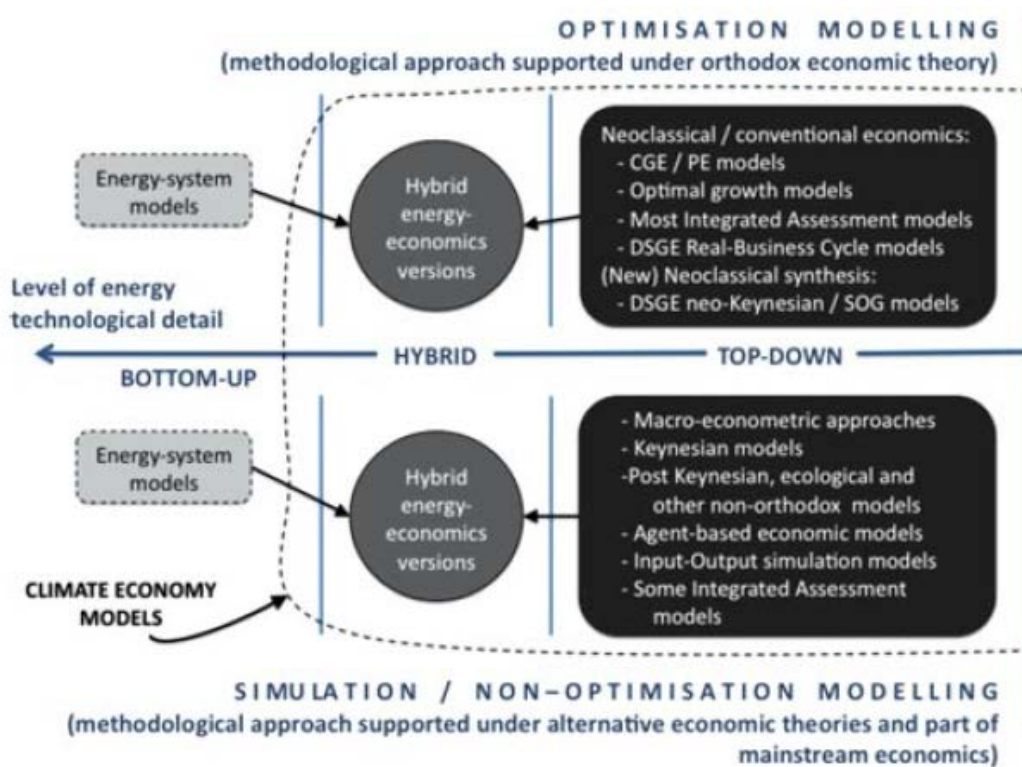 OPTIMISATION MODELLING
(methodological approach supported under orthodox economic theory)
Energy-system
models
Hybrid
energy-
economics
versions
Neoclassical / conventional economics:
- CGE / PE models
- Optimal growth models
- Most Integrated Assessment models
- DSGE Real-Business Cycle models
(New) Neoclassical synthesis:
- DSGE neo-Keynesian / SOG models
Level of energy
technological detail
BOTTOM-UP
HYBRID
TOP-DOWN
Energy-system
models
Hybrid
energy-
economics
versions
- Macro-econometric approaches
- Keynesian models
-Post Keynesian, ecological and
other non-orthodox models
- Agent-based economic models
- Input-Output simulation models
- Some Integrated Assessment
models
CLIMATE ECONOMY
MODELS
SIMULATION / NON–OPTIMISATION MODELLING
(methodological approach supported under alternative economic theories and part of
mainstream economics)